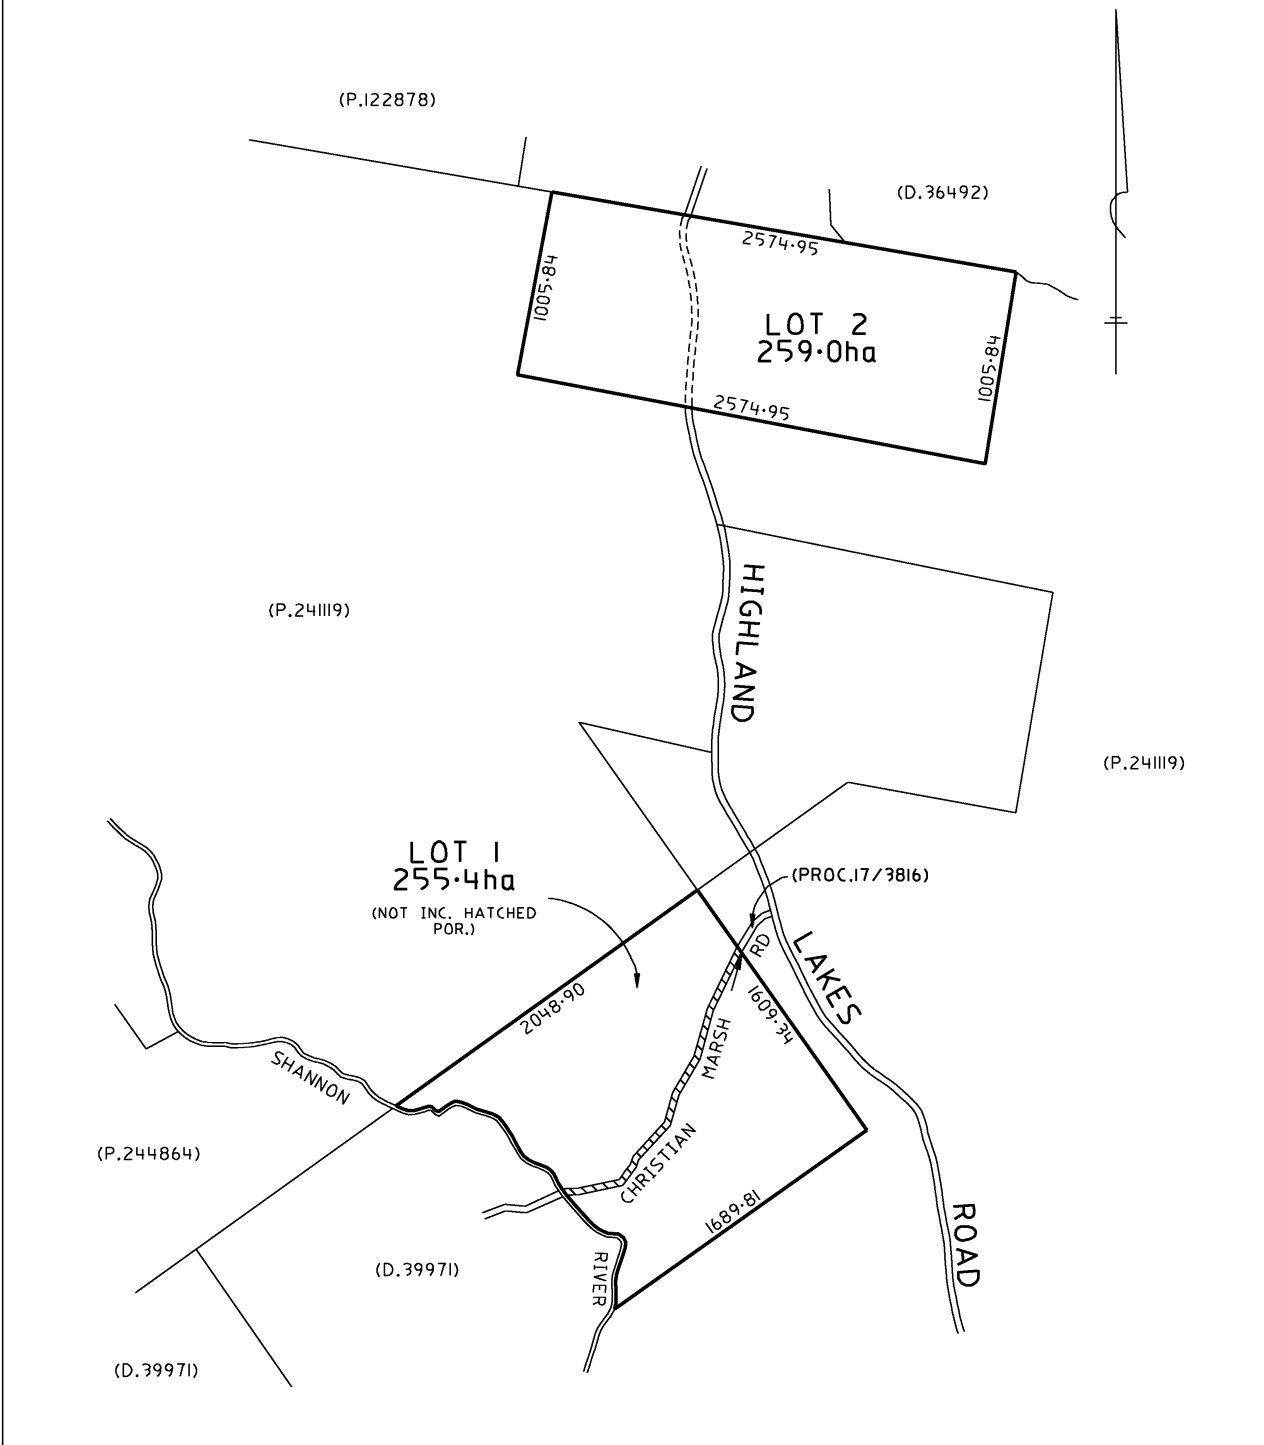 (P.122878)
(D.36492)
2574·95
1005·84
LOT 2
259·0ha
1005·84
2574·95
HIGHLAND
(P.241119)
(P.241119)
LOT 1
255·4ha
(NOT INC. HATCHED
POR.)
(PROC.17/3816)
RD
LAKES
2048·90
1609·34
MARSH
SHANNON
(P.244864)
CHRISTIAN
1689·81
ROAD
(D.39971)
RIVER
(D.39971)